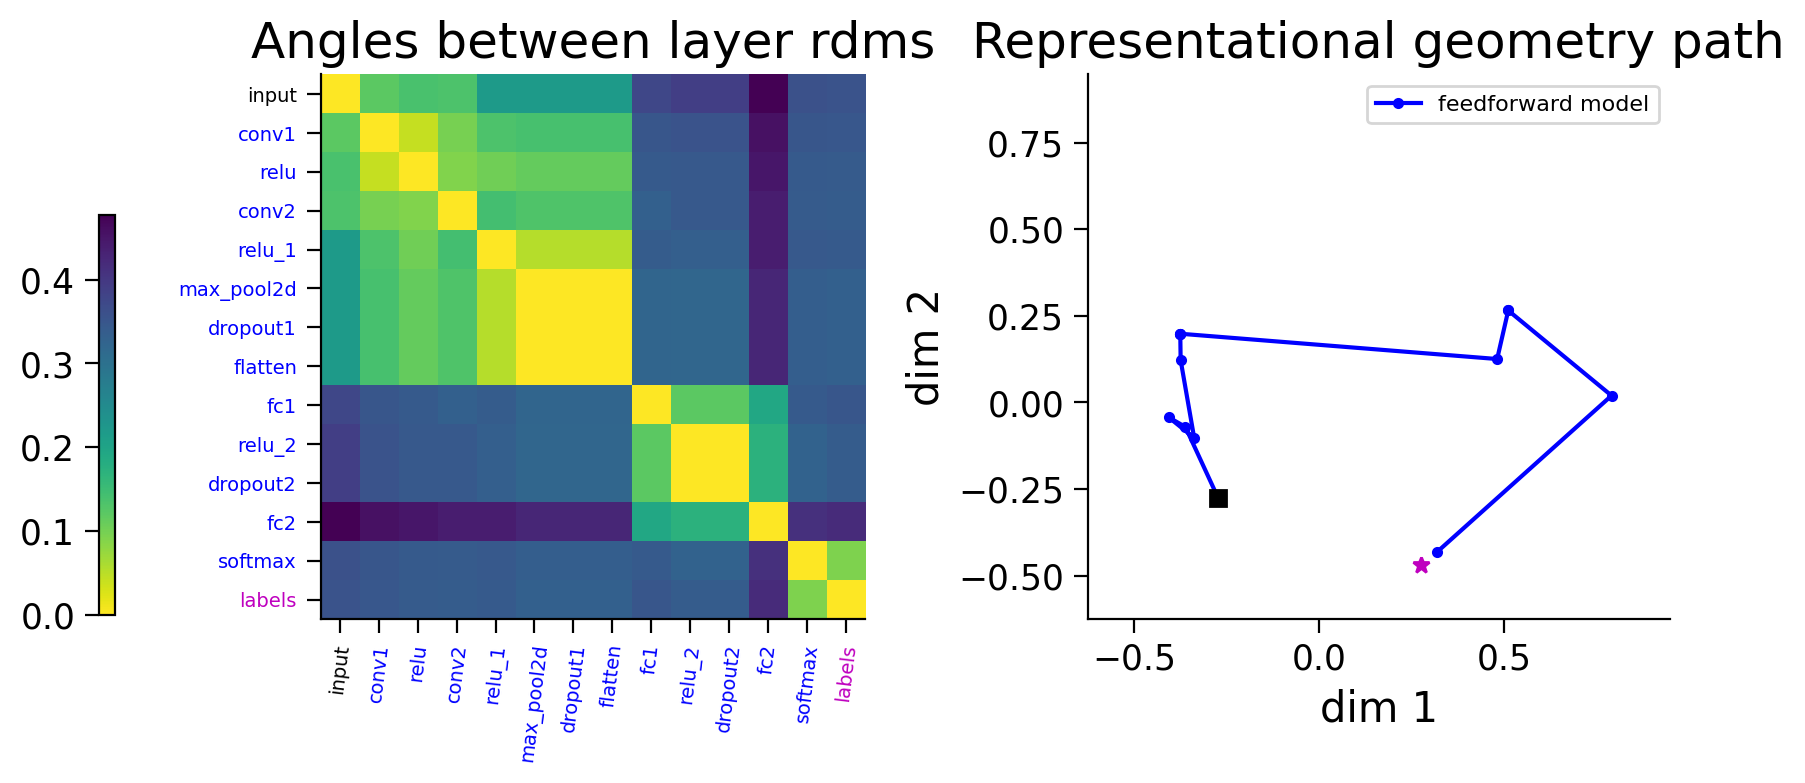 Angles between layer rdms
Representational geometry path
input
conv1
relu
conv2
relu_1
max_pool2d
dropout1
flatten
fc1
relu_2
dropout2
fc2
softmax
labels
0.4
0.3
0.2
0.1
0.0
input
conv1
relu
conv2
relu_1
max_pool2d
dropout1
flatten
fc1
relu_2
dropout2
fc2
softmax
labels
feedforward model
dim 2
0.75
0.50
0.25
0.00
−0.25
−0.50
−0.5
0.0
0.5
dim 1